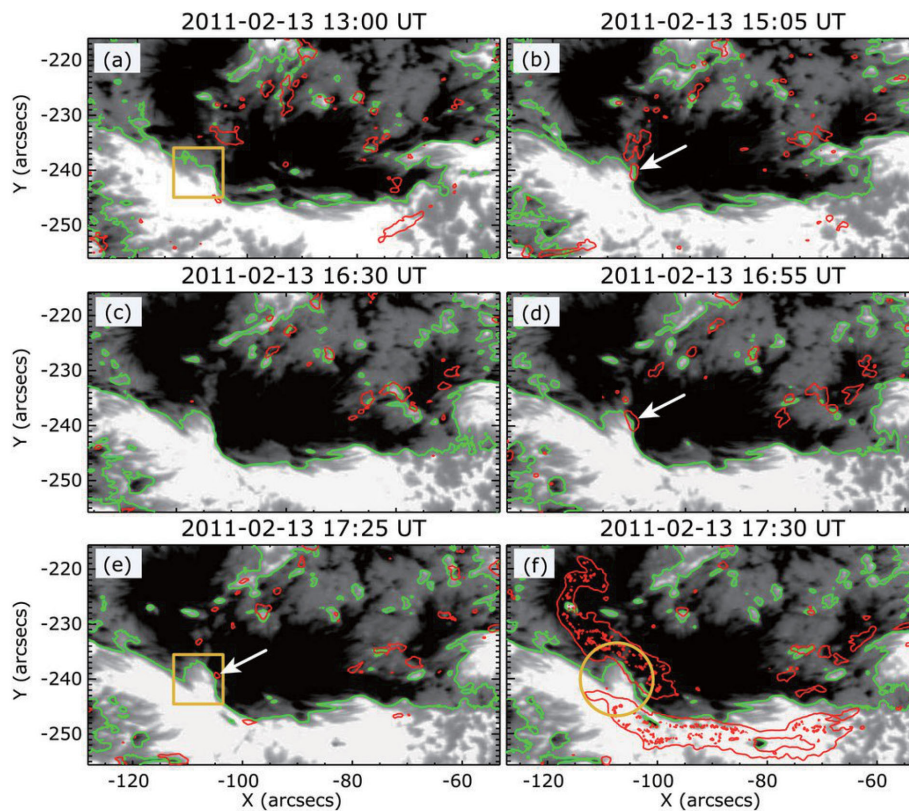 2011-02-13 13:00 UT 2011-02-13 15:05 UT
(a) (b)
-220
-230
-240
-250
Y (arcsecs)
2011-02-13 16:30 UT 2011-02-13 16:55 UT
(c) (d)
-220
-230
-240
-250
Y (arcsecs)
2011-02-13 17:25 UT 2011-02-13 17:30 UT
(e) (f)
-220
-230
-240
-250
Y (arcsecs)
-120 -100 -80 -60 -120 -100 -80 -60
X (arcsecs) X (arcsecs)